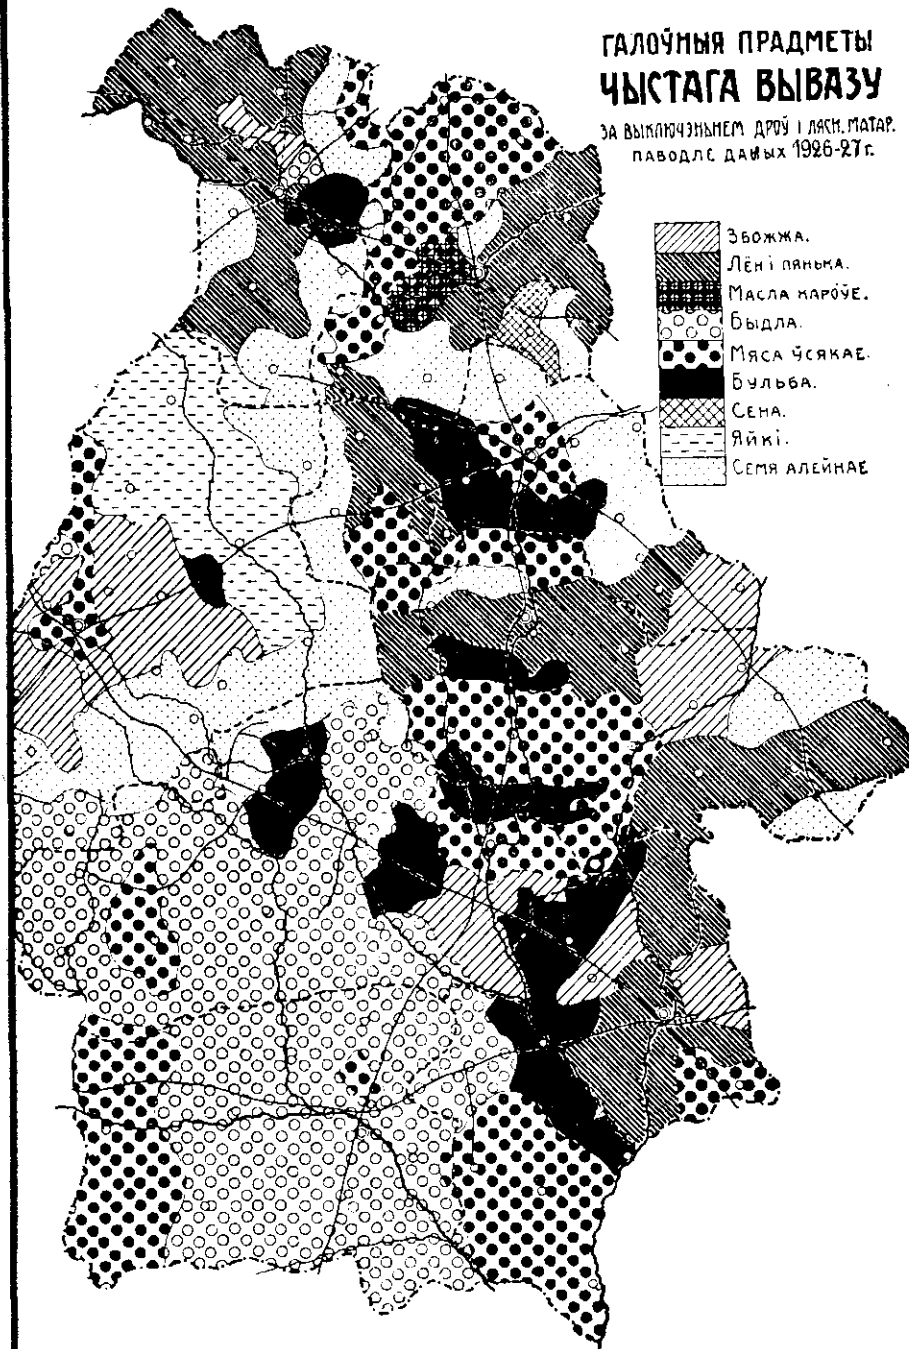 ГАЛОЎНЫЯ ПРАДМЕТЫ
ЧЫСТАГА ВЫВАЗУ
ЗА ВЫКЛЮЧЭНЬНЕМ ДРОЎ І ЛЯСН. МАТАР.
ПАВОДЛЕ ДАНЫХ 1926-27 г.
Збожжа.
Лён і пянька.
Масла кароўе.
Быдла.
Мяса ўсякае.
Бульба.
Сена.
Яйкі.
Семя алейнае